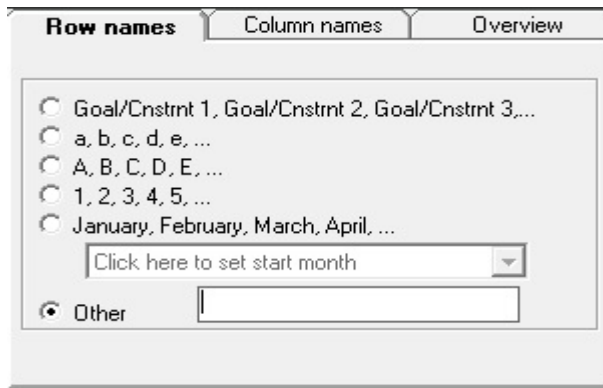 Row names Column names Overview
Goal/Cnstrnt 1, Goal/Cnstrnt 2, Goal/Cnstrnt 3,...
a, b, c, d, e, ...
A, B, C, D, E, ...
1, 2, 3, 4, 5, ...
January, February, March, April, ...
Click here to set start month
Other